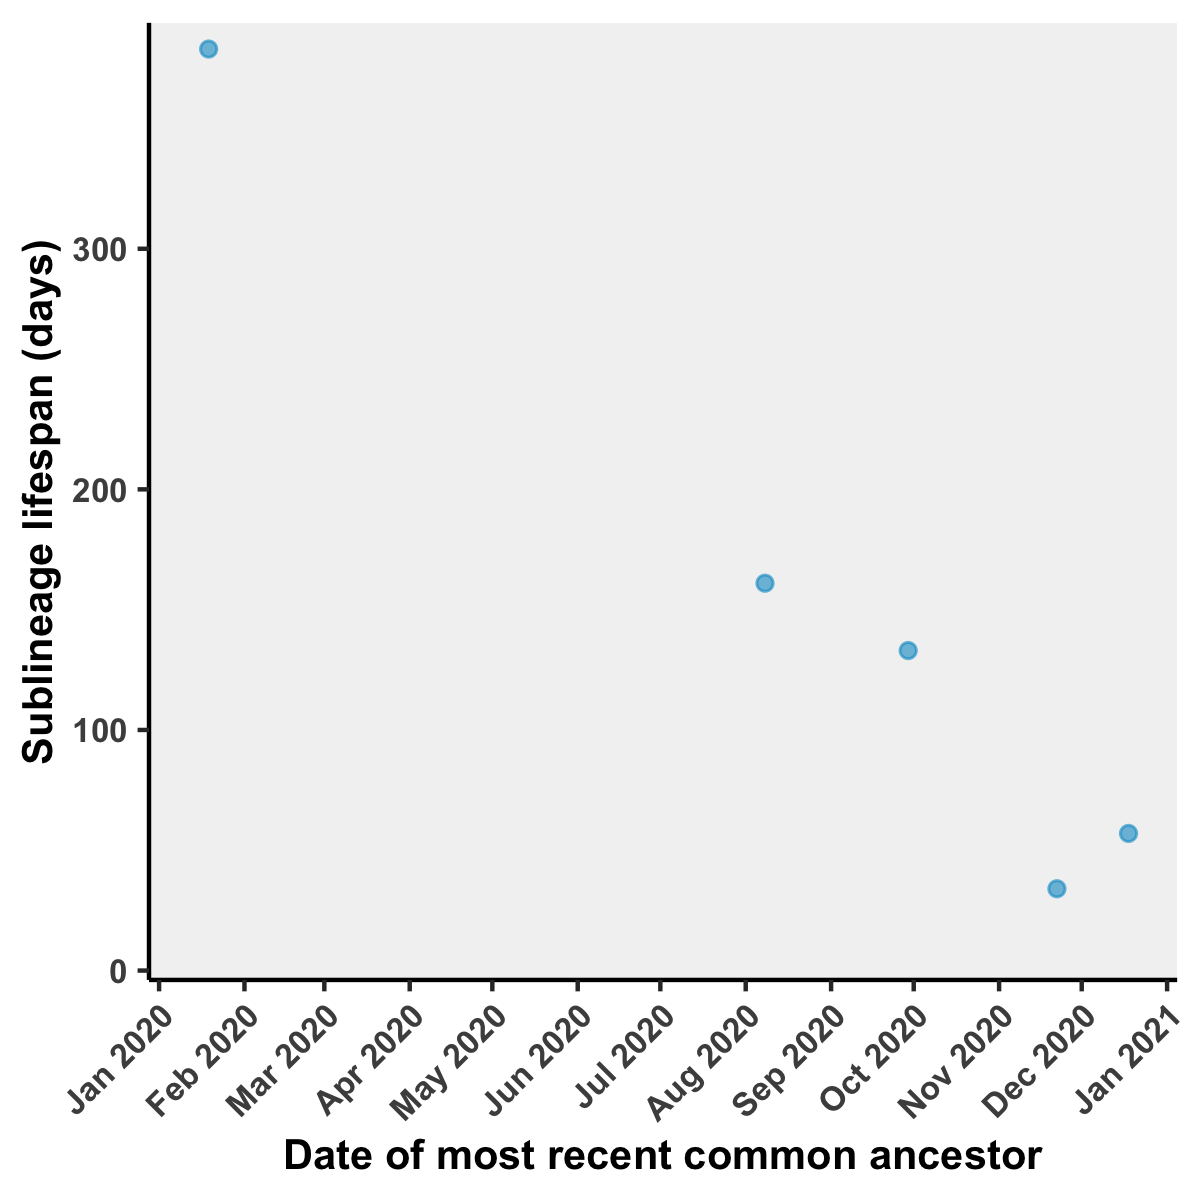 Sublineage lifespan (days)
300
200
100
0
Jan 2020
Feb 2020
Mar 2020
Apr 2020
May 2020
Jun 2020
Jul 2020
Aug 2020
Sep 2020
Oct 2020
Nov 2020
Dec 2020
Jan 2021
Date of most recent common ancestor